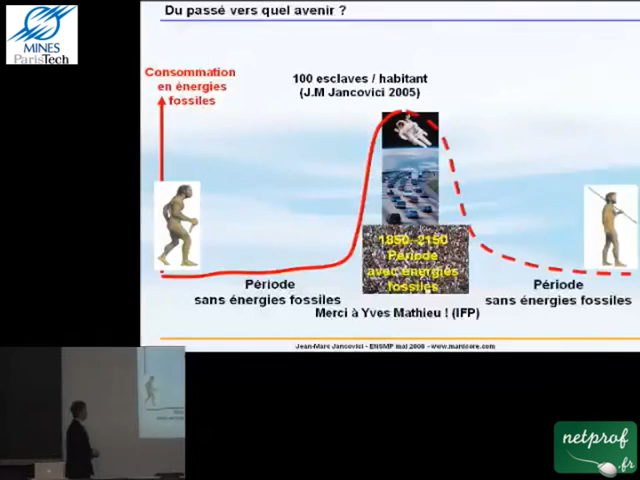 MINES
ParisTech
Du passé vers quel avenir ?
Consommation
en énergies
fossiles
100 esclaves / habitant
(J.M Jancovici 2005)
1850-2150
Période
avec énergies
fossiles
Période
sans énergies fossiles
Période
sans énergies fossiles
Merci à Yves Mathieu ! (IFP)
Jean-Marc Jancovici - ENSMP mai 2008 - www.manicore.com
netprof
.fr